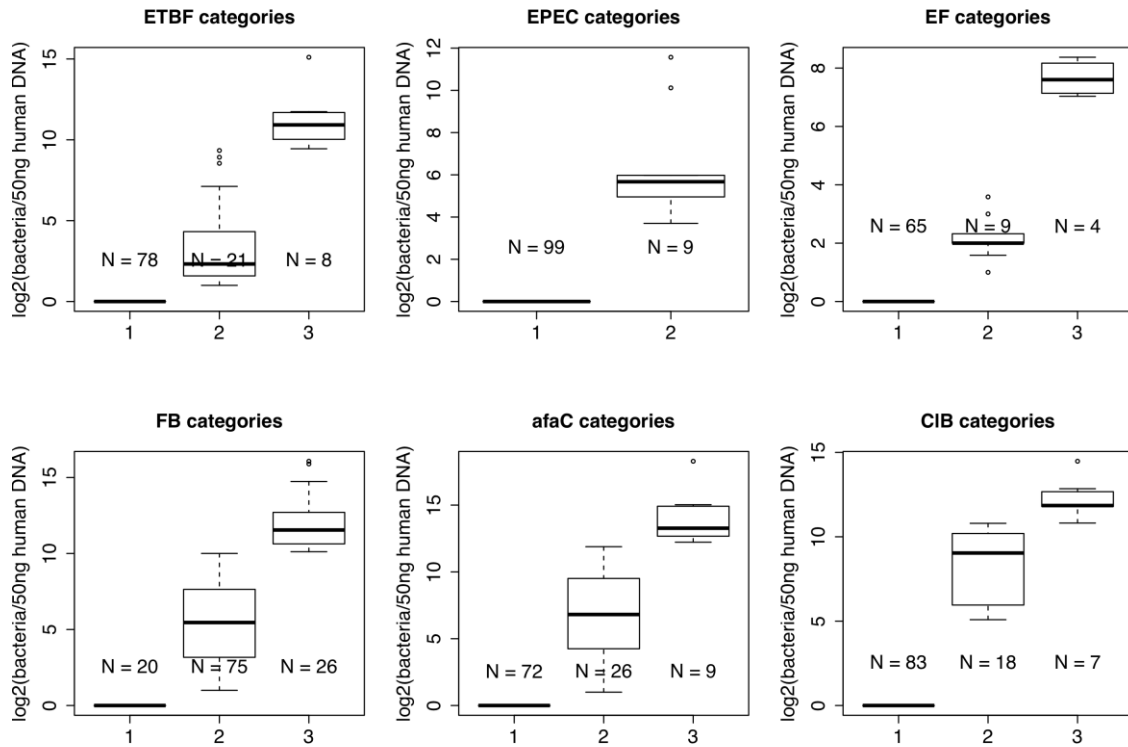 ETBF categories
log2(bacteria/50ng human DNA)
15
10
5
0
N = 78
N = 21
N = 8
1
2
3
EPEC categories
log2(bacteria/50ng human DNA)
12
10
8
6
4
2
0
N = 99
N = 9
1
2
EF categories
log2(bacteria/50ng human DNA)
8
6
4
2
0
N = 65
N = 9
N = 4
1
2
3
FB categories
log2(bacteria/50ng human DNA)
15
10
5
0
N = 20
N = 75
N = 26
1
2
3
afaC categories
log2(bacteria/50ng human DNA)
15
10
5
0
N = 72
N = 26
N = 9
1
2
3
ClB categories
log2(bacteria/50ng human DNA)
15
10
5
0
N = 83
N = 18
N = 7
1
2
3